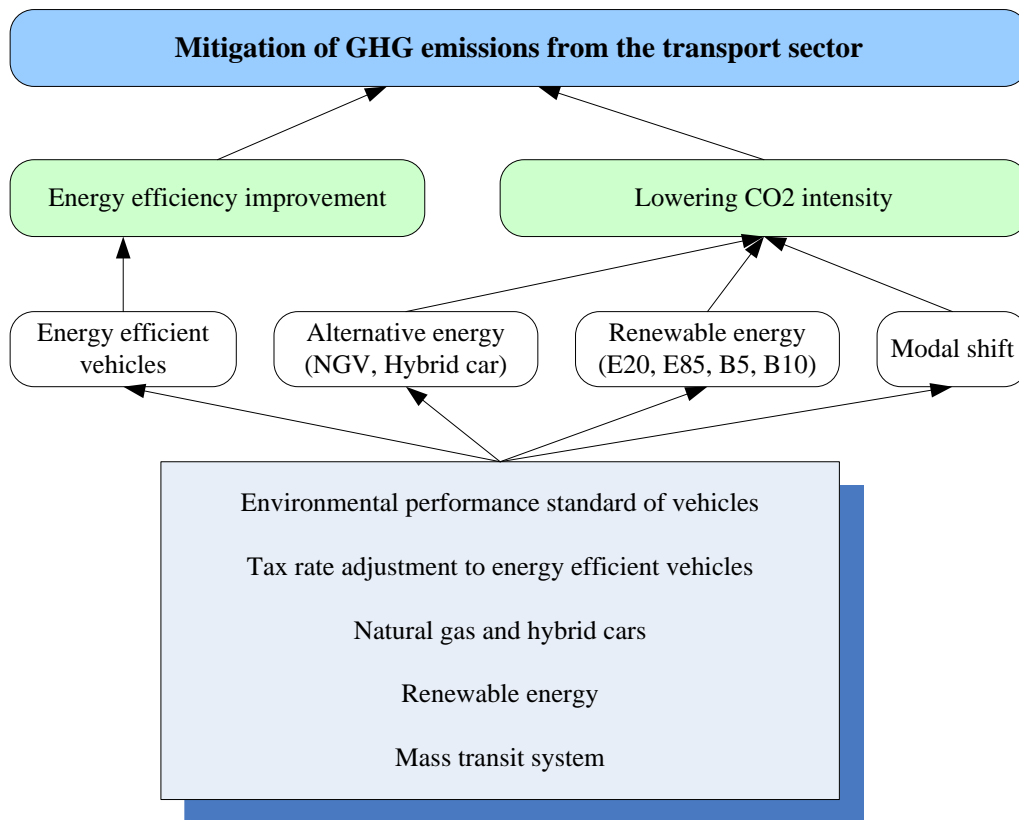 Mitigation of GHG emissions from the transport sector
Energy efficiency improvement
Lowering CO2 intensity
Energy efficient
vehicles
Alternative energy
(NGV, Hybrid car)
Renewable energy
(E20, E85, B5, B10)
Modal shift
Environmental performance standard of vehicles
Tax rate adjustment to energy efficient vehicles
Natural gas and hybrid cars
Renewable energy
Mass transit system